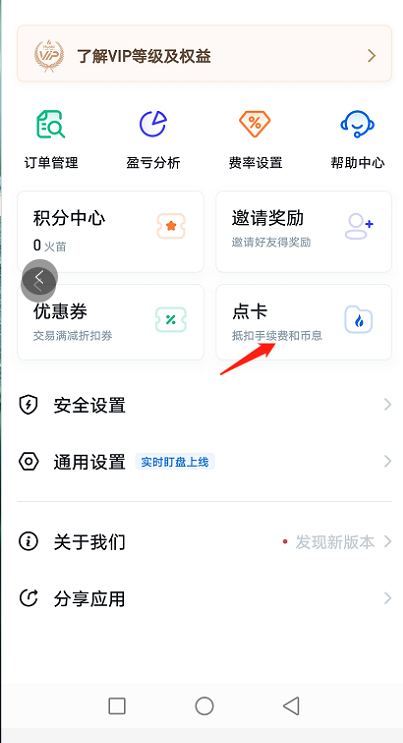 VIP
了解VIP等级及权益
订单管理
盈亏分析
费率设置
帮助中心
积分中心
邀请奖励
0 火苗
邀请好友得奖励
优惠券
点卡
交易满减折扣券
抵扣手续费和币息
安全设置
通用设置 实时盯盘上线
关于我们 发现新版本
分享应用